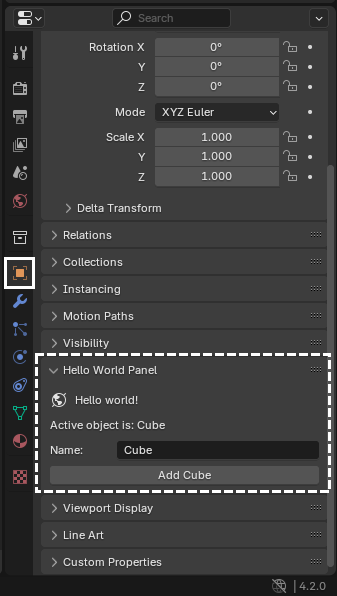 Search
Rotation X 0°
Y 0°
Z 0°
Mode XYZ Euler
Scale X 1.000
Y 1.000
Z 1.000
Delta Transform
Relations
Collections
Instancing
Motion Paths
Visibility
Hello World Panel
Hello world!
Active object is: Cube
Name: Cube
Add Cube
Viewport Display
Line Art
Custom Properties
4.2.0